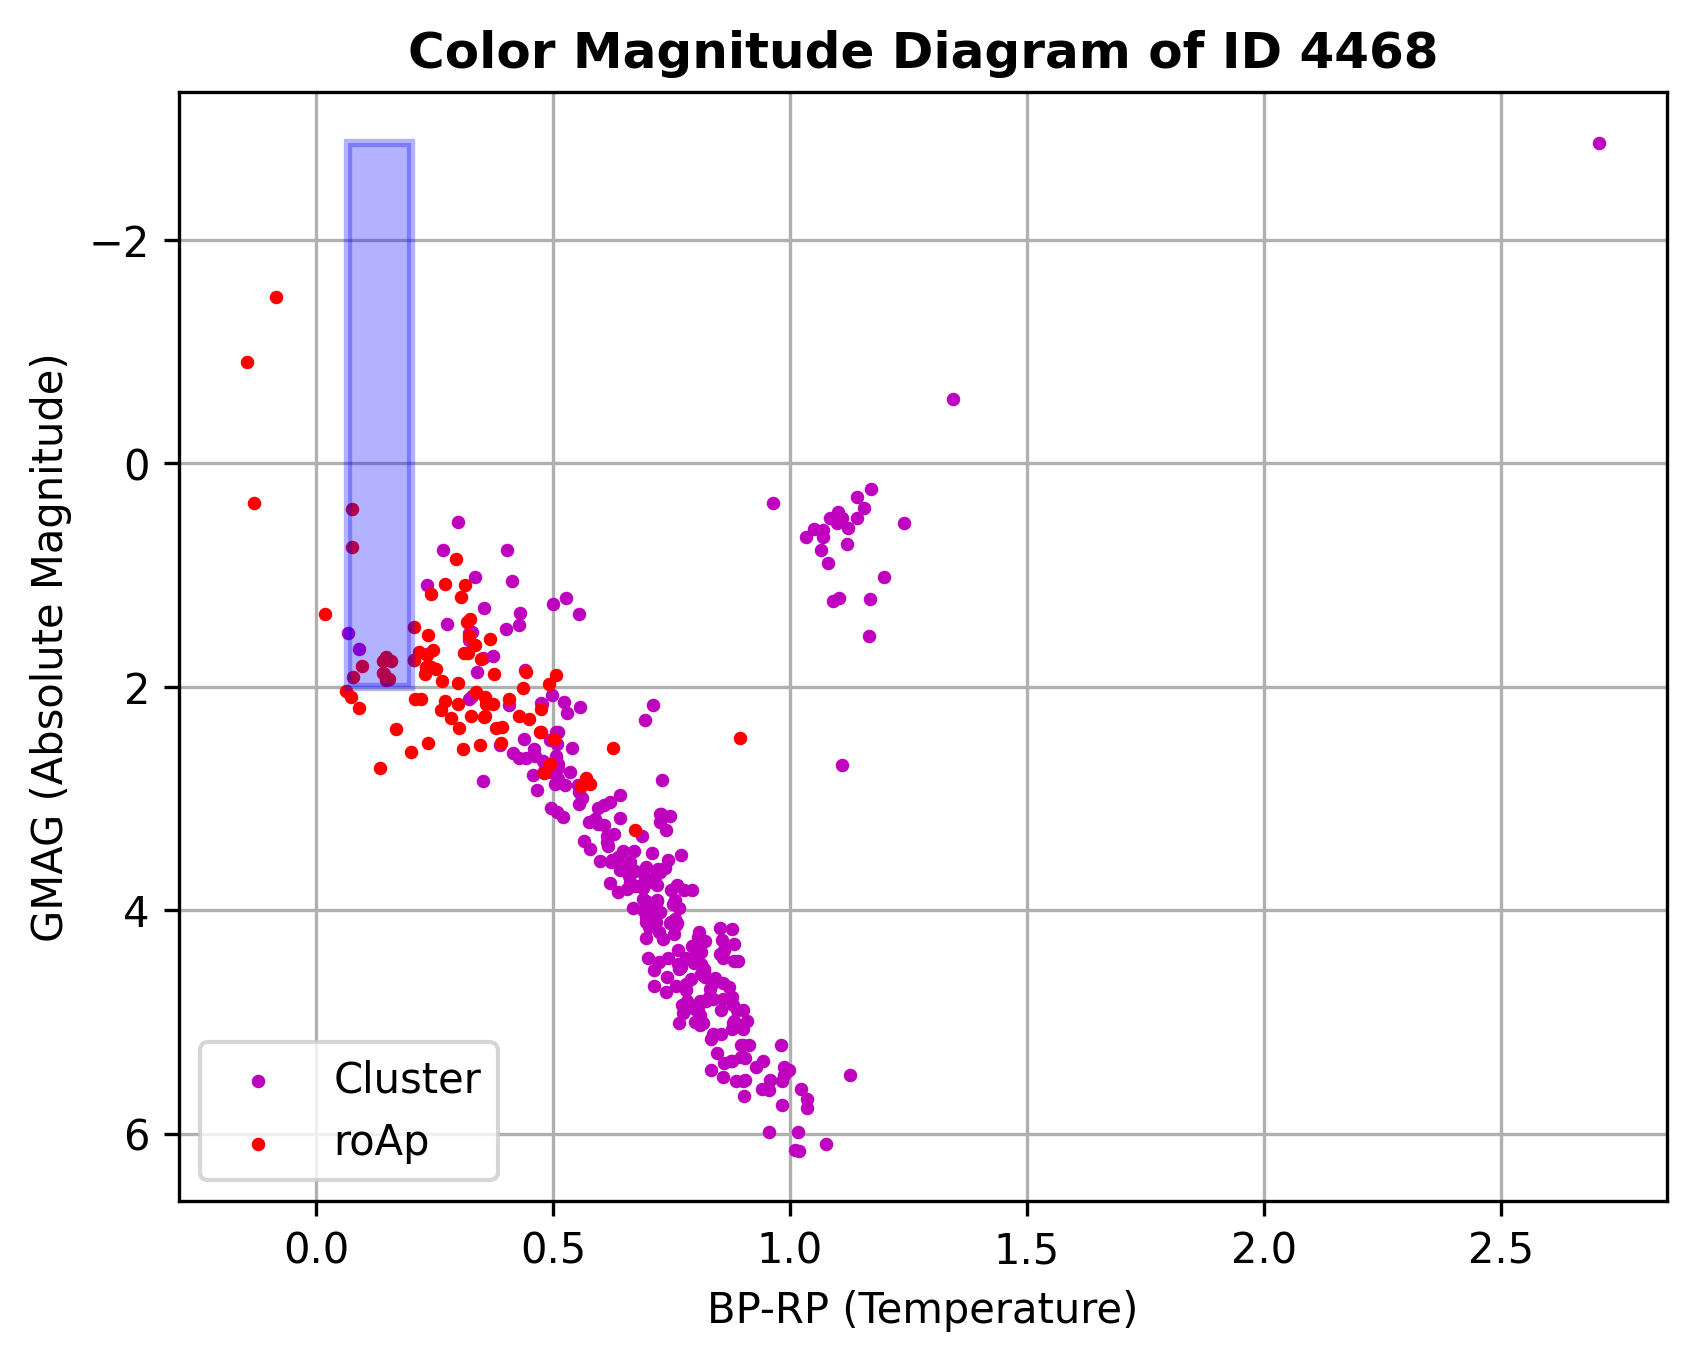 Color Magnitude Diagram of ID 4468
GMAG (Absolute Magnitude)
−2
0
2
4
6
Cluster
roAp
0.0 0.5 1.0 1.5 2.0 2.5
BP-RP (Temperature)